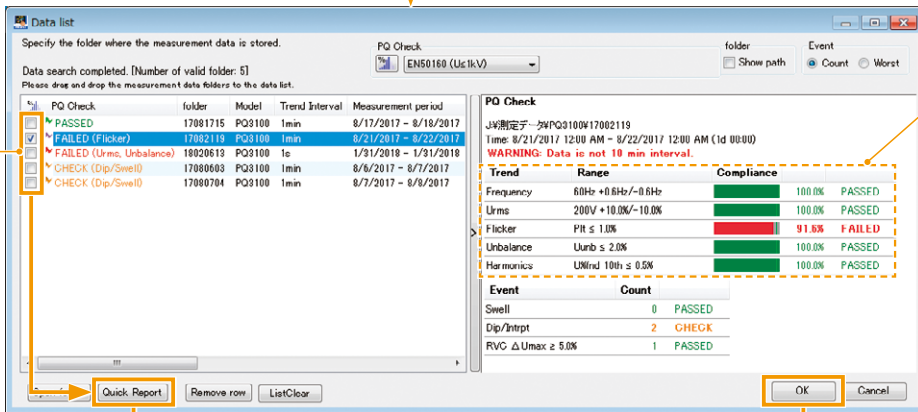 Data list
Specify the folder where the measurement data is stored.
PQ Check
EN50160 (U≤1kV)
folder
Show path
Event
Count Worst
Data search completed. [Number of valid folder: 5]
Please drag and drop the measurement data folders to the data list.
PQ Check folder Model Trend Interval Measurement period
PASSED 17081715 PQ3100 1min 8/17/2017 - 8/18/2017
FAILED (Flicker) 17082119 PQ3100 1min 8/21/2017 - 8/22/2017
FAILED (Urms, Unbalance) 18020613 PQ3100 1s 1/31/2018 - 1/31/2018
CHECK (Dip/Swell) 17080603 PQ3100 1min 8/6/2017 - 8/7/2017
CHECK (Dip/Swell) 17080704 PQ3100 1min 8/7/2017 - 8/8/2017
PQ Check
J:¥測定データ¥PQ3100¥17002119
Time: 8/21/2017 12:00 AM - 8/22/2017 12:00 AM (1d 00:00)
WARNING: Data is not 10 min interval.
Trend Range Compliance
Frequency 60Hz +0.6Hz/-0.6Hz 100.0% PASSED
Urms 200V +10.0%/-10.0% 100.0% PASSED
Flicker Plt ≤ 1.0% 91.6% FAILED
Unbalance Uunb ≤ 2.0% 100.0% PASSED
Harmonics U%fnd 10th ≤ 0.5% 100.0% PASSED
Event Count
Swell 0 PASSED
Dip/Intrpt 2 CHECK
RVC ΔUmax ≥ 5.0% 1 PASSED
Quick Report
Remove row
ListClear
OK
Cancel